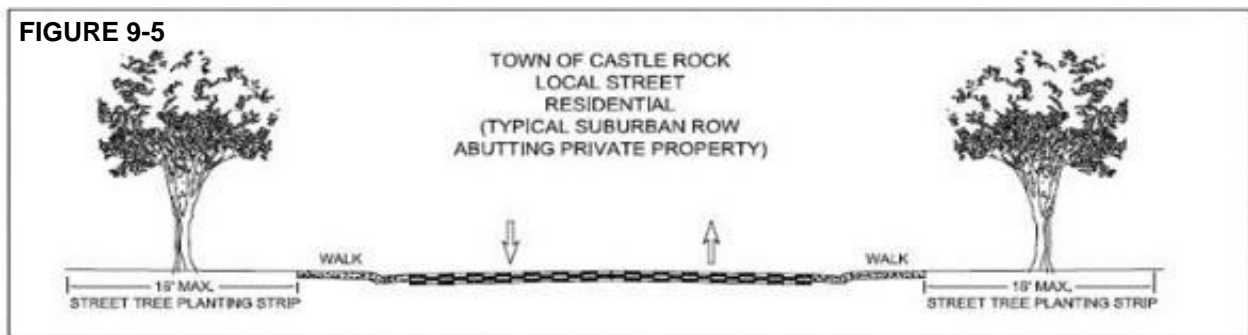 FIGURE 9-5
TOWN OF CASTLE ROCK
LOCAL STREET
RESIDENTIAL
(TYPICAL SUBURBAN ROW
ABUTTING PRIVATE PROPERTY)
WALK
WALK
15' MAX.
STREET TREE PLANTING STRIP
15' MAX.
STREET TREE PLANTING STRIP